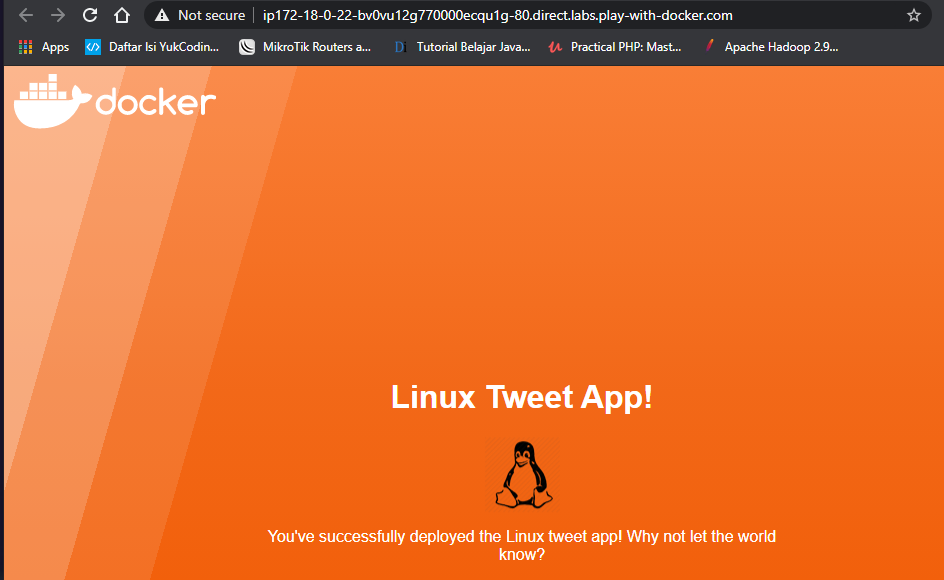 Not secure
ip172-18-0-22-bv0vu12g770000ecqu1g-80.direct.labs.play-with-docker.com
Apps
Daftar Isi YukCodin...
MikroTik Routers a...
Tutorial Belajar Java...
Practical PHP: Mast...
Apache Hadoop 2.9...
docker
Linux Tweet App!
You've successfully deployed the Linux tweet app! Why not let the world
know?